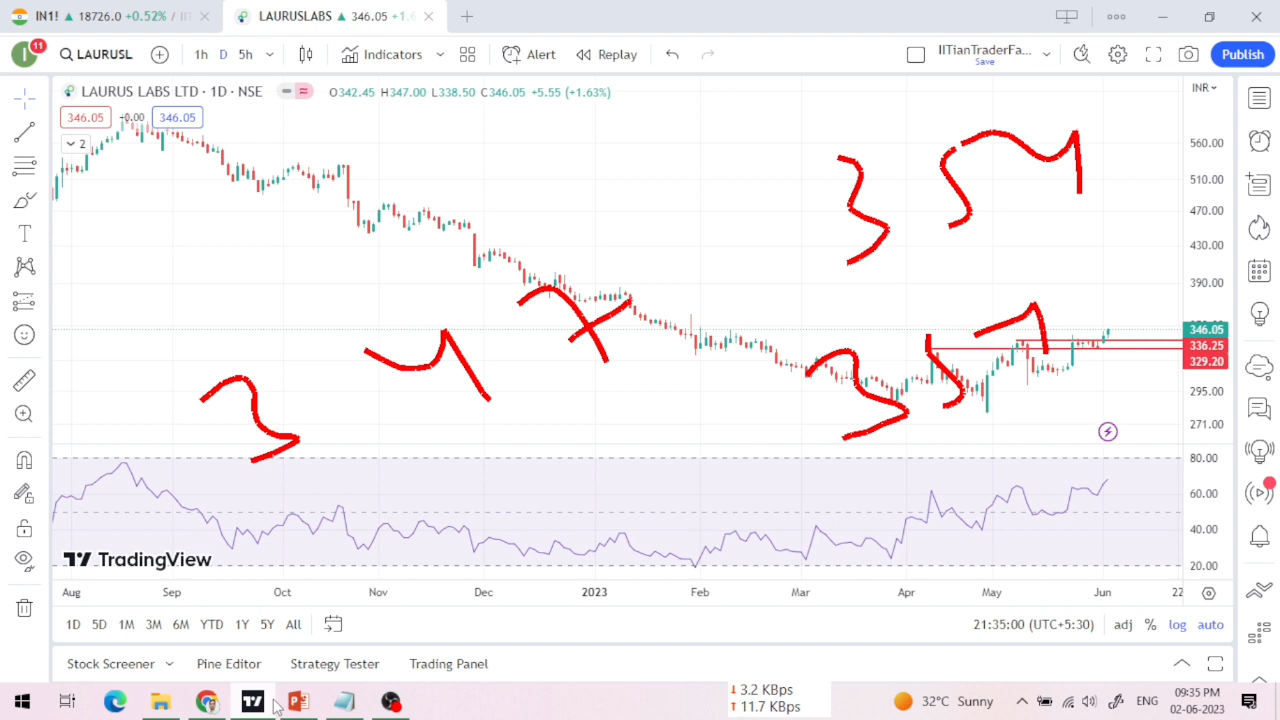 IN1! ▲ 18726.0 +0.52% / II
LAURUSLABS ▲ 346.05 +1.6
11
LAURUSL
1h D 5h
Indicators
Alert
Replay
IITianTraderFa...
Save
Publish
LAURUS LABS LTD · 1D · NSE
O342.45 H347.00 L338.50 C346.05 +5.55 (+1.63%)
INR
346.05 0.00 346.05
2
560.00
510.00
470.00
430.00
390.00
346.05
336.25
329.20
295.00
271.00
80.00
60.00
40.00
20.00
TradingView
Aug Sep Oct Nov Dec 2023 Feb Mar Apr May Jun 22
1D 5D 1M 3M 6M YTD 1Y 5Y All
21:35:00 (UTC+5:30) adj % log auto
Stock Screener Pine Editor Strategy Tester Trading Panel
3.2 KBps
11.7 KBps
32°C Sunny
ENG
09:35 PM
02-06-2023